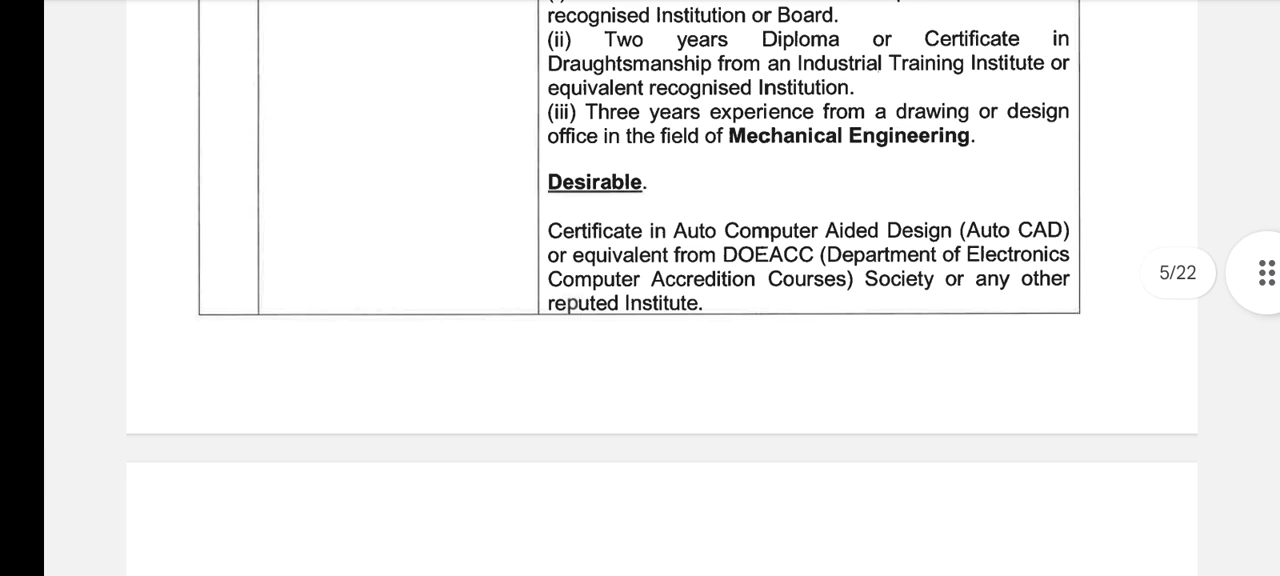 recognised Institution or Board.
(ii) Two years Diploma or Certificate in
Draughtsmanship from an Industrial Training Institute or
equivalent recognised Institution.
(iii) Three years experience from a drawing or design
office in the field of Mechanical Engineering.
Desirable.
Certificate in Auto Computer Aided Design (Auto CAD)
or equivalent from DOEACC (Department of Electronics
Computer Accredition Courses) Society or any other
reputed Institute.
5/22